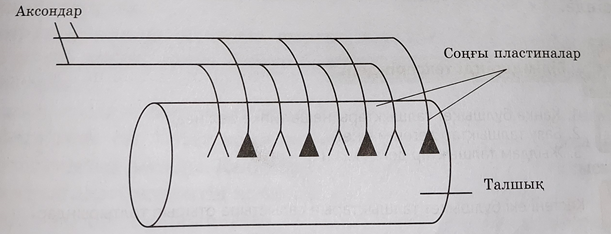 Аксондар
Соңғы пластиналар
Талшық